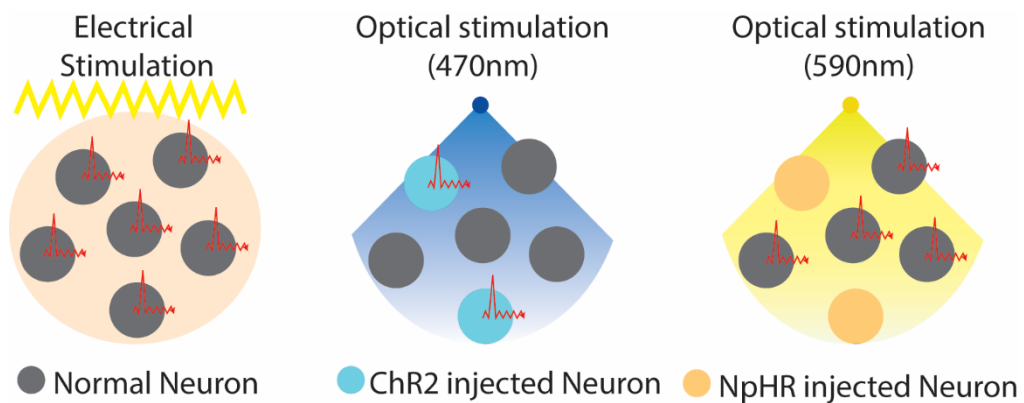 Electrical
Stimulation
Optical stimulation
(470nm)
Optical stimulation
(590nm)
Normal Neuron
ChR2 injected Neuron
NpHR injected Neuron